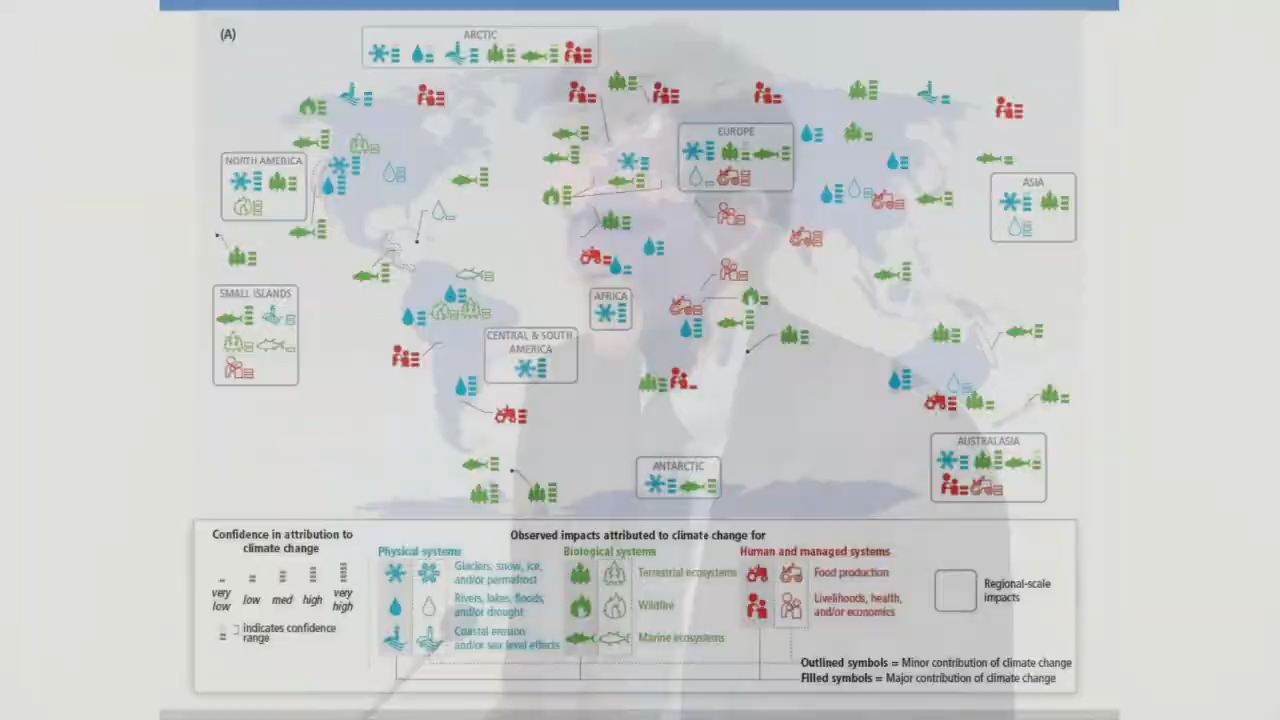 (A)
ARCTIC
EUROPE
NORTH AMERICA
ASIA
SMALL ISLANDS
AFRICA
CENTRAL & SOUTH
AMERICA
AUSTRALASIA
ANTARCTIC
Confidence in attribution to
climate change
very
low
low
med
high
very
high
indicates confidence
range
Observed impacts attributed to climate change for
Physical systems
Glaciers, snow, ice,
and/or permafrost
Rivers, lakes, floods,
and/or drought
Coastal erosion
and/or sea level effects
Biological systems
Terrestrial ecosystems
Wildfire
Marine ecosystems
Human and managed systems
Food production
Livelihoods, health,
and/or economics
Regional-scale
impacts
Outlined symbols = Minor contribution of climate change
Filled symbols = Major contribution of climate change